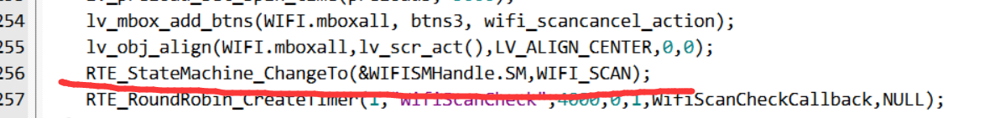 254 lv_mbox_add_btns(WIFI.mboxall, btns3, wifi_scancancel_action);
255 lv_obj_align(WIFI.mboxall,lv_scr_act(),LV_ALIGN_CENTER,0,0);
256 RTE_StateMachine_ChangeTo(&WIFISMHandle.SM,WIFI_SCAN);
257 RTE_RoundRobin_CreateTimer(1,"WifiScanCheck",4000,0,1,WifiScanCheckCallback,NULL);